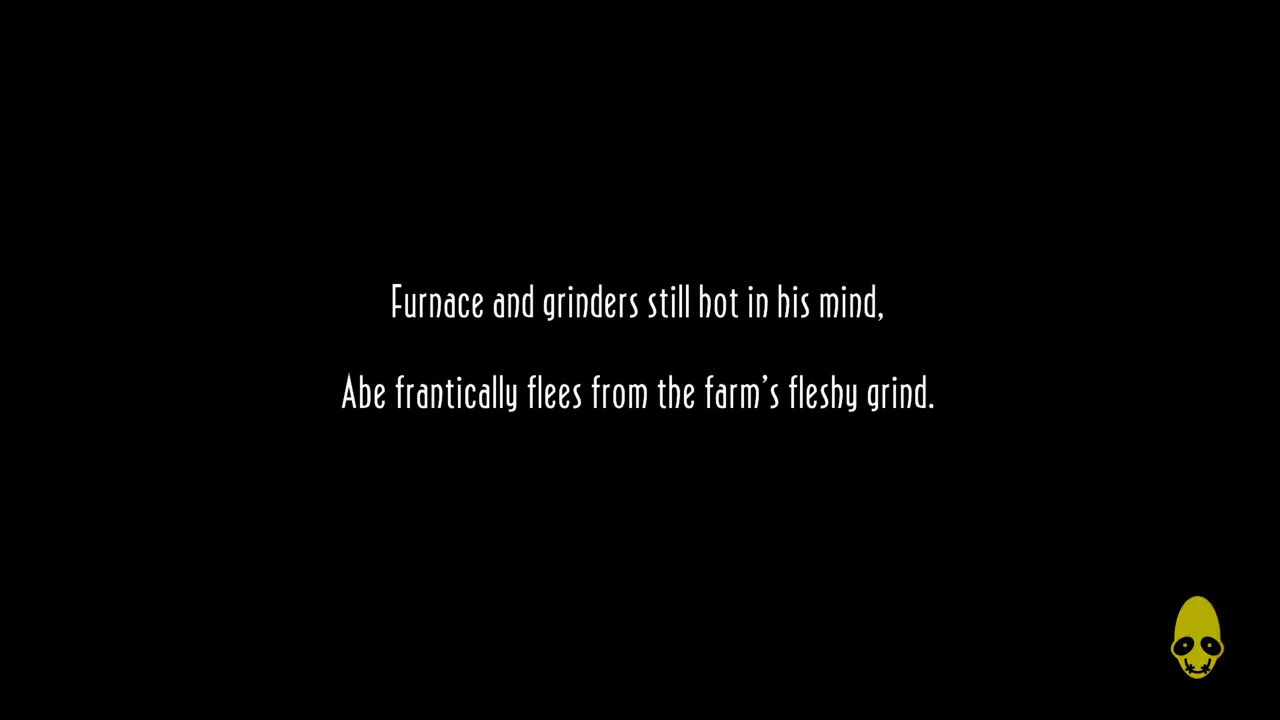 Furnace and grinders still hot in his mind,
Abe frantically flees from the farm’s fleshy grind.